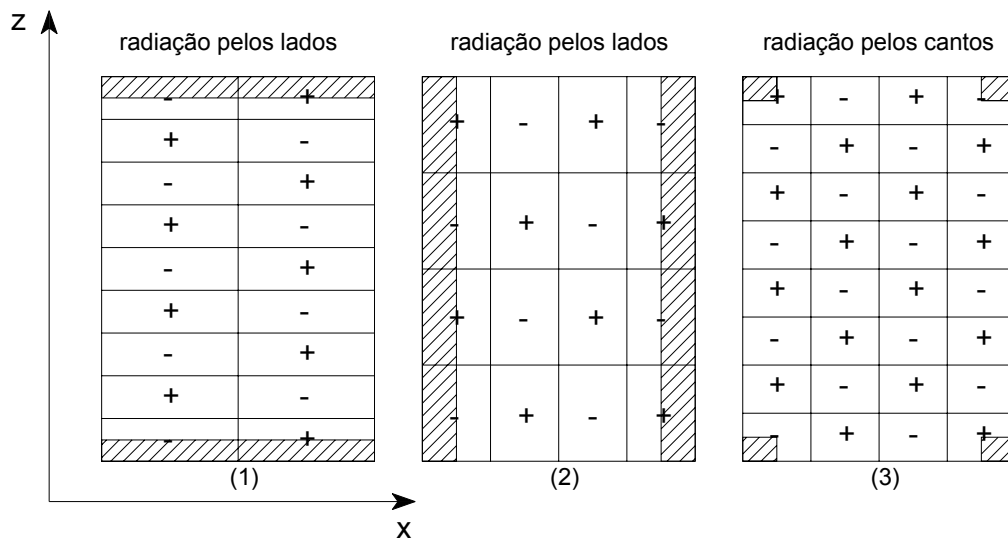 z
radiação pelos lados
radiação pelos lados
radiação pelos cantos
- +
+ -
- +
+ -
- +
+ -
- +
+ -
- +
(1)
+ - + -
- + - +
+ - + -
- + - +
(2)
+ - + -
- + - +
+ - + -
- + - +
+ - + -
- + - +
+ - + -
- + - +
(3)
x